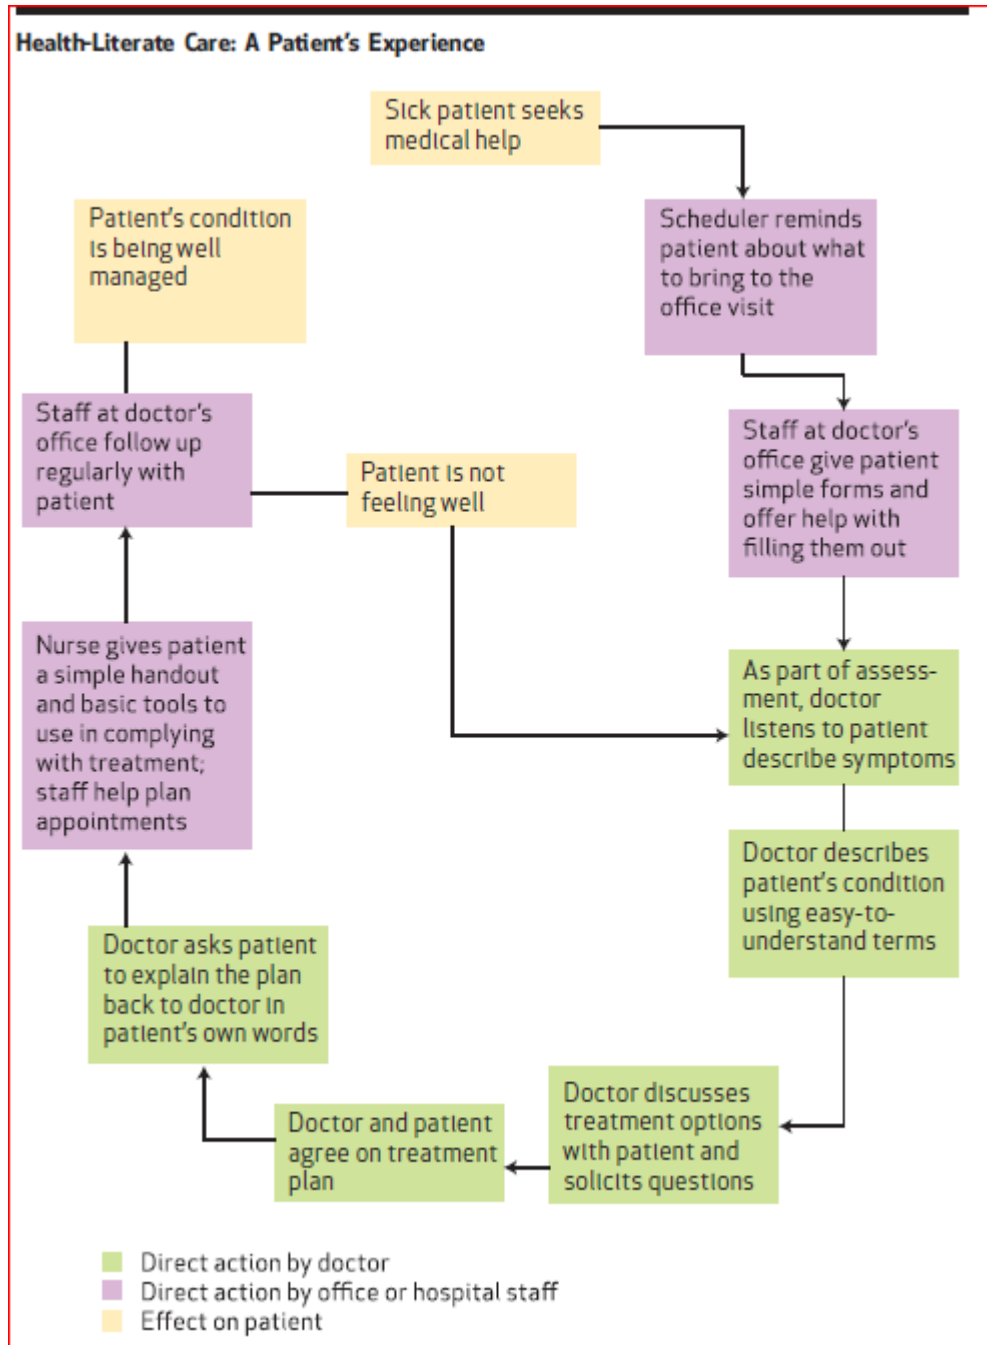 Health-Literate Care: A Patient's Experience
Sick patient seeks
medical help
Patient's condition
is being well
managed
Scheduler reminds
patient about what
to bring to the
office visit
Staff at doctor's
office follow up
regularly with
patient
Patient is not
feeling well
Staff at doctor's
office give patient
simple forms and
offer help with
filling them out
Nurse gives patient
a simple handout
and basic tools to
use in complying
with treatment;
staff help plan
appointments
As part of assess-
ment, doctor
listens to patient
describe symptoms
Doctor describes
patient's condition
using easy-to-
understand terms
Doctor asks patient
to explain the plan
back to doctor in
patient's own words
Doctor and patient
agree on treatment
plan
Doctor discusses
treatment options
with patient and
solicits questions
Direct action by doctor
Direct action by office or hospital staff
Effect on patient